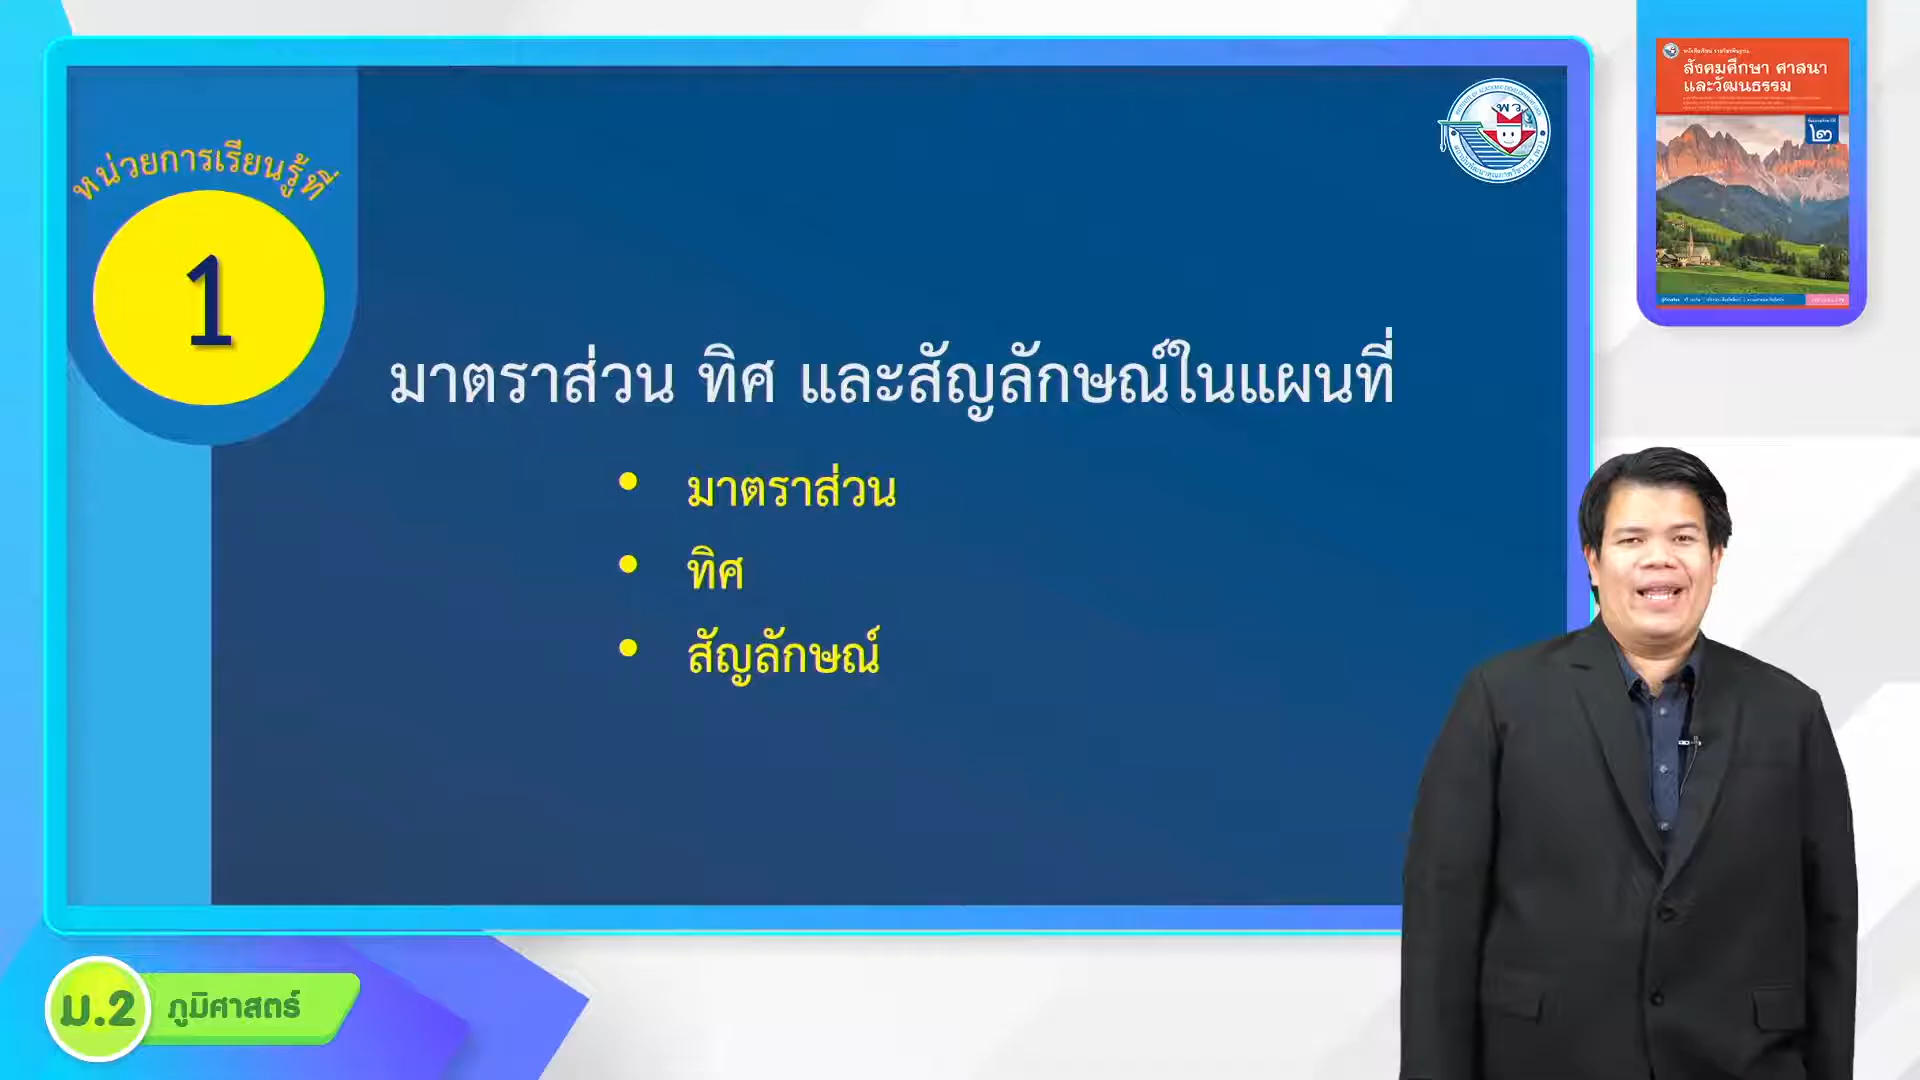 หน่วยการเรียนรู้ที่
1
มาตราส่วน ทิศ และสัญลักษณ์ในแผนที่
• มาตราส่วน
• ทิศ
• สัญลักษณ์
พว.
สังคมศึกษา ศาสนา
และวัฒนธรรม
๒
ม.2 ภูมิศาสตร์